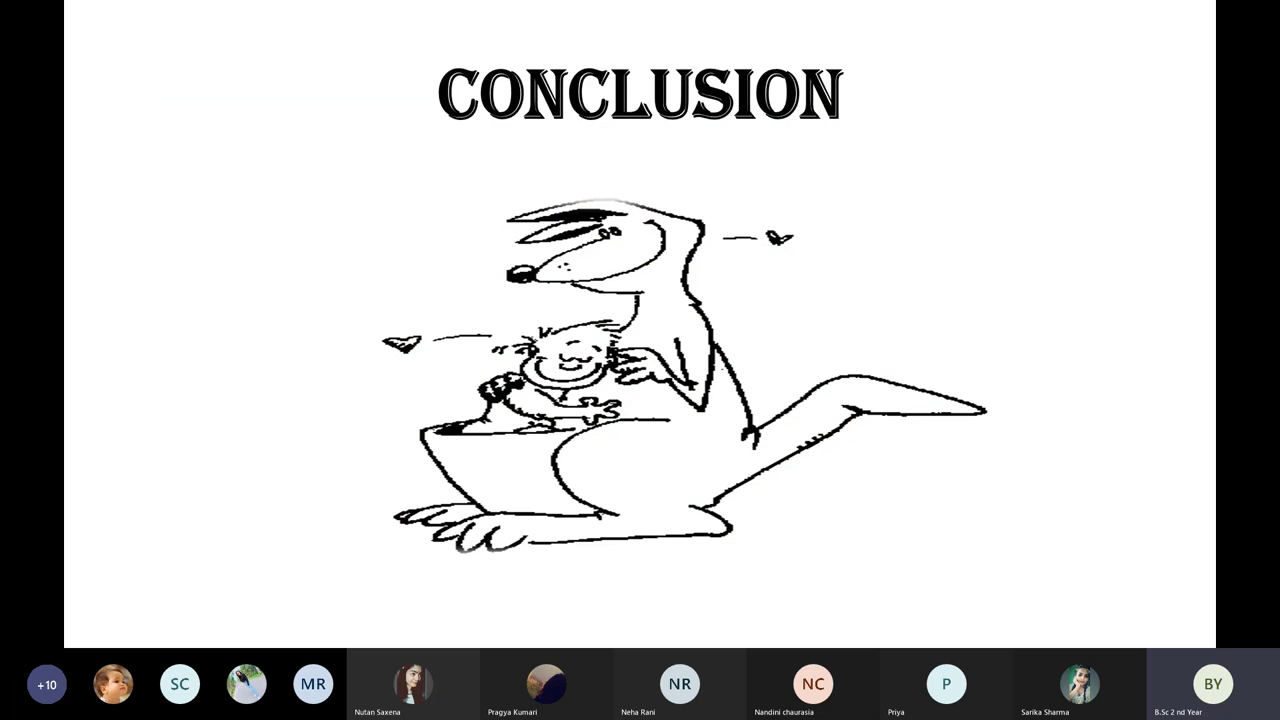 CONCLUSION
+10
SC
MR
NR
NC
P
BY
Nutan Saxena
Pragya Kumari
Neha Rani
Nandini chaurasia
Priya
Sarika Sharma
B.Sc 2 nd Year